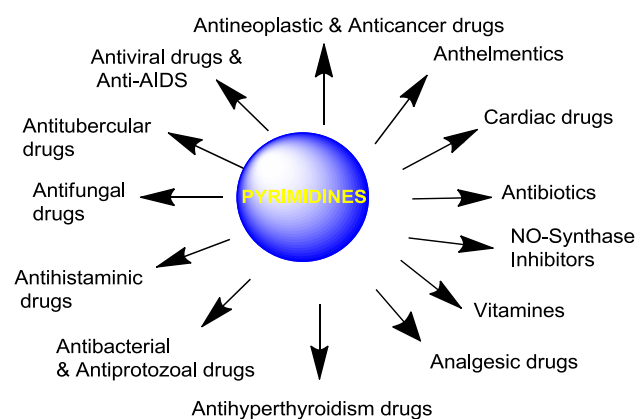 Antineoplastic & Anticancer drugs
Antiviral drugs &
Anti-AIDS
Anthelmentics
Cardiac drugs
Antitubercular
drugs
Antifungal
drugs
PYRIMIDINES
Antibiotics
NO-Synthase
Inhibitors
Antihistaminic
drugs
Vitamines
Antibacterial
& Antiprotozoal drugs
Analgesic drugs
Antihyperthyroidism drugs